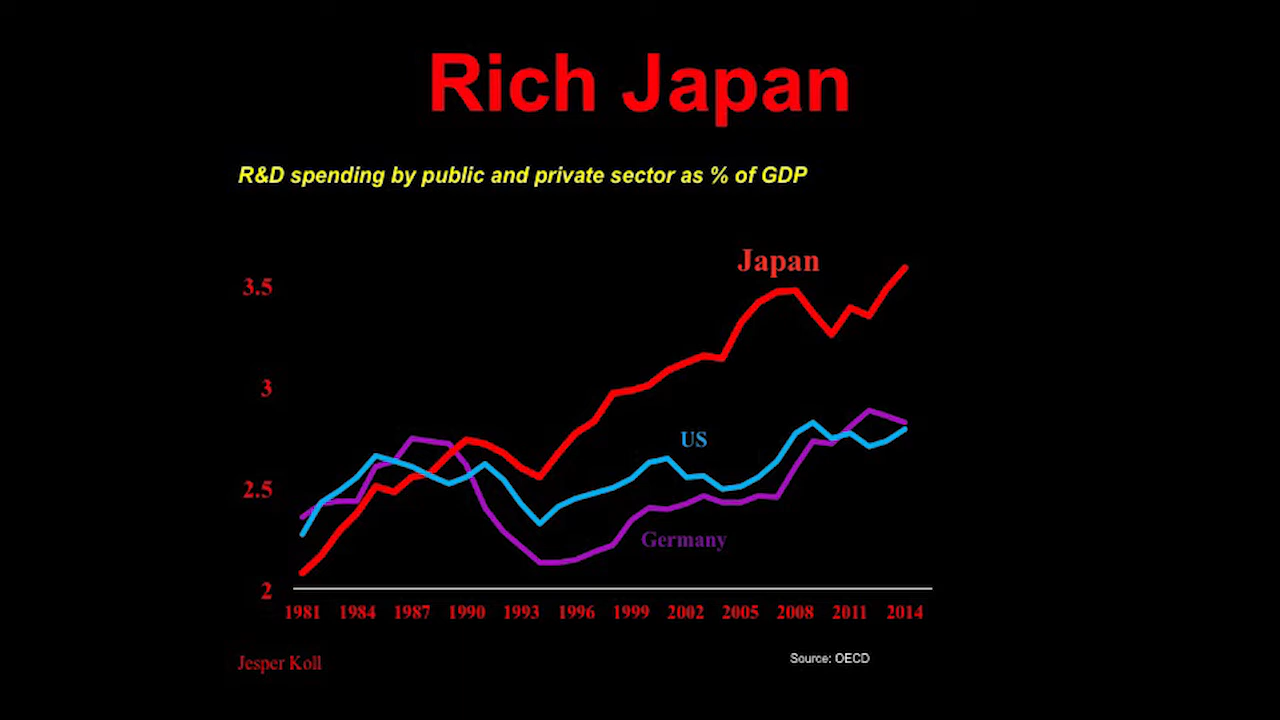 Rich Japan
R&D spending by public and private sector as % of GDP
Japan
3.5
3
US
2.5
Germany
2
1981 1984 1987 1990 1993 1996 1999 2002 2005 2008 2011 2014
Jesper Koll
Source: OECD